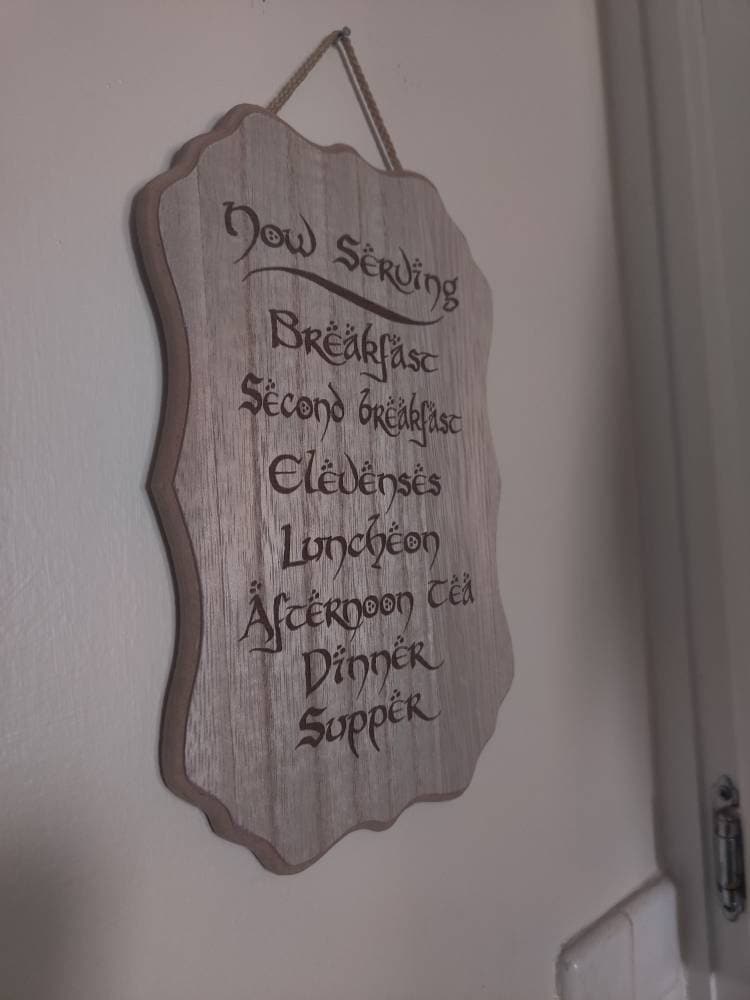 Now Serving
Breakfast
Second breakfast
Elevenses
Luncheon
Afternoon tea
Dinner
Supper